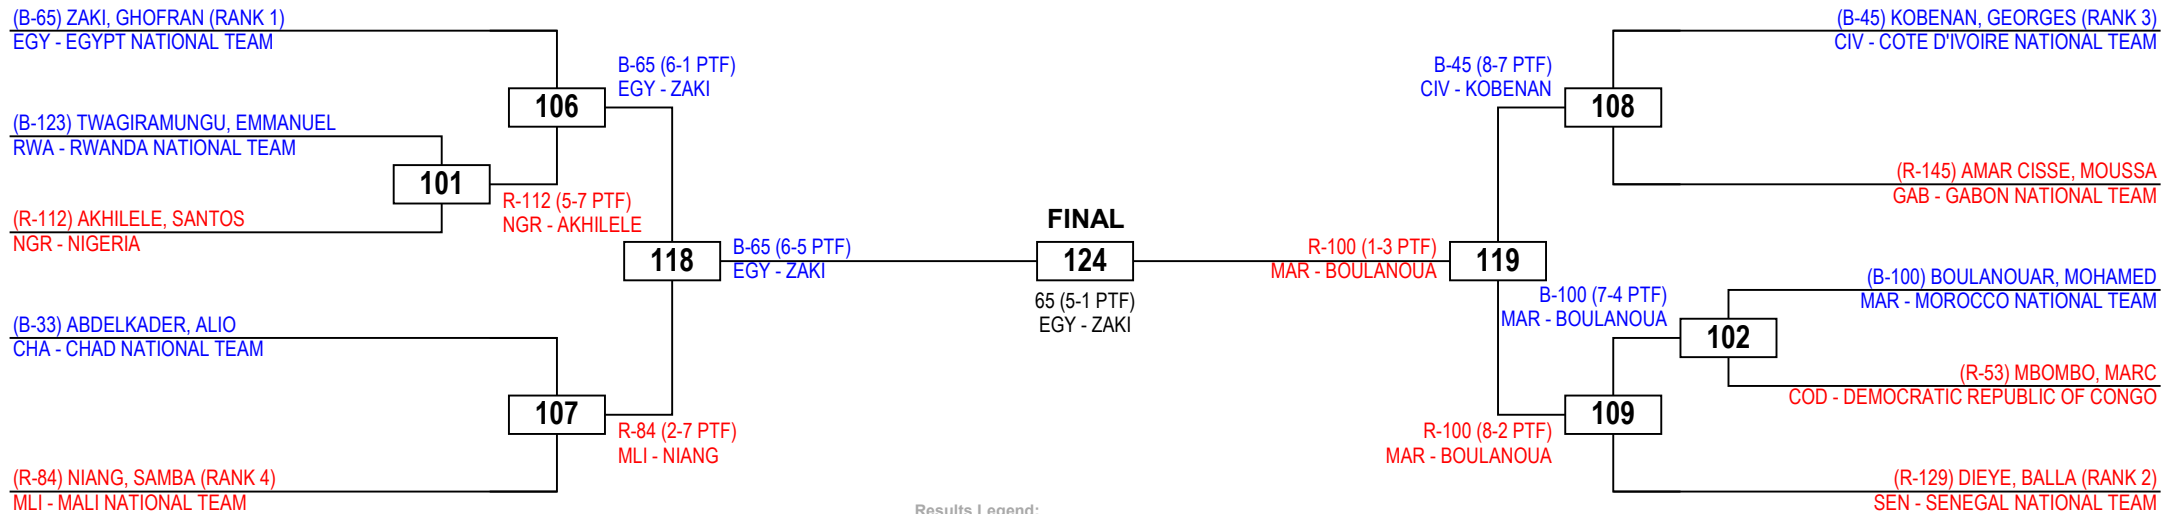 (B-65) ZAKI, GHOFRAN (RANK 1)
EGY - EGYPT NATIONAL TEAM
B-65 (6-1 PTF)
EGY - ZAKI
106
(B-123) TWAGIRAMUNGU, EMMANUEL
RWA - RWANDA NATIONAL TEAM
101
R-112 (5-7 PTF)
NGR - AKHILELE
(R-112) AKHILELE, SANTOS
NGR - NIGERIA
118
B-65 (6-5 PTF)
EGY - ZAKI
(B-33) ABDELKADER, ALIO
CHA - CHAD NATIONAL TEAM
107
R-84 (2-7 PTF)
MLI - NIANG
(R-84) NIANG, SAMBA (RANK 4)
MLI - MALI NATIONAL TEAM
FINAL
124
65 (5-1 PTF)
EGY - ZAKI
Results Legend:
(B-45) KOBENAN, GEORGES (RANK 3)
CIV - COTE D'IVOIRE NATIONAL TEAM
B-45 (8-7 PTF)
CIV - KOBENAN
108
(R-145) AMAR CISSE, MOUSSA
GAB - GABON NATIONAL TEAM
R-100 (1-3 PTF)
MAR - BOULANOUA
119
(B-100) BOULANOUAR, MOHAMED
MAR - MOROCCO NATIONAL TEAM
B-100 (7-4 PTF)
MAR - BOULANOUA
102
(R-53) MBOMBO, MARC
COD - DEMOCRATIC REPUBLIC OF CONGO
109
R-100 (8-2 PTF)
MAR - BOULANOUA
(R-129) DIEYE, BALLA (RANK 2)
SEN - SENEGAL NATIONAL TEAM